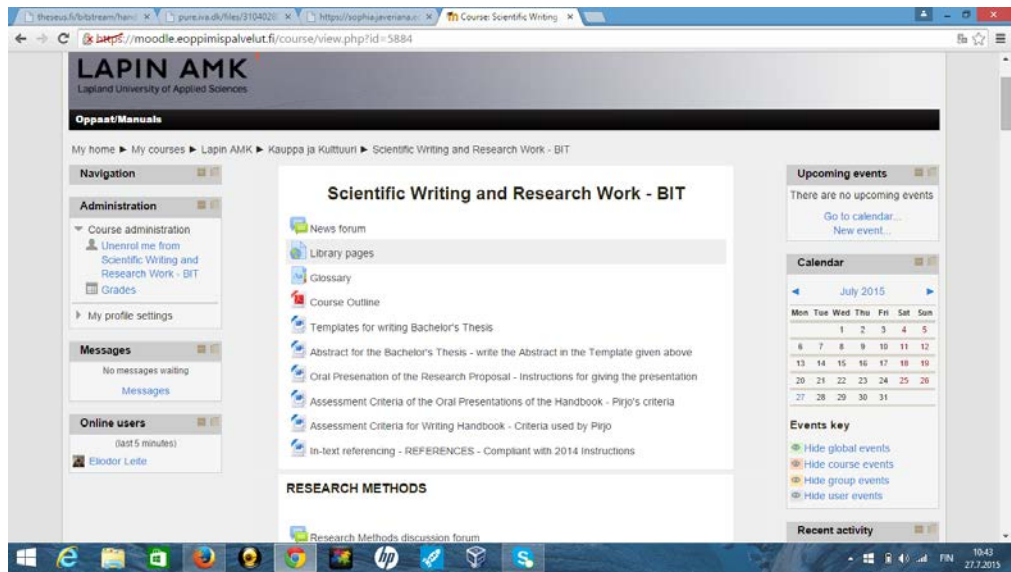 theseus.fi/bitstream/hand
pure.iva.dk/files/3104028
https://sophia.javeriana.e
Course: Scientific Writing
https://moodle.eoppimispalvelut.fi/course/view.php?id=5884
LAPIN AMK
Lapland University of Applied Sciences
Oppaat/Manuals
My home ► My courses ► Lapin AMK ► Kauppa ja Kulttuuri ► Scientific Writing and Research Work - BIT
Navigation
Administration
Course administration
Unenrol me from
Scientific Writing and
Research Work - BIT
Grades
My profile settings
Messages
No messages waiting
Messages
Online users
(last 5 minutes)
Eliodor Leite
Scientific Writing and Research Work - BIT
News forum
Library pages
Glossary
Course Outline
Templates for writing Bachelor's Thesis
Abstract for the Bachelor's Thesis - write the Abstract in the Template given above
Oral Presenation of the Research Proposal - Instructions for giving the presentation
Assessment Criteria of the Oral Presentations of the Handbook - Pirjo's criteria
Assessment Criteria for Writing Handbook - Criteria used by Pirjo
In-text referencing - REFERENCES - Compliant with 2014 Instructions
RESEARCH METHODS
Research Methods discussion forum
Upcoming events
There are no upcoming events
Go to calendar...
New event...
Calendar
◄ July 2015 ►
Mon Tue Wed Thu Fri Sat Sun
1 2 3 4 5
6 7 8 9 10 11 12
13 14 15 16 17 18 19
20 21 22 23 24 25 26
27 28 29 30 31
Events key
Hide global events
Hide course events
Hide group events
Hide user events
Recent activity
hp
FIN
10:43
27.7.2015